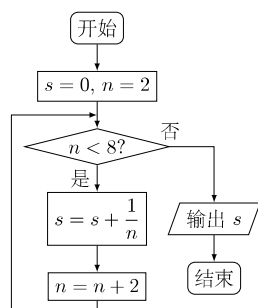 开始
s = 0, n = 2
n < 8?
否
是
s = s + 1/n
输出 s
n = n + 2
结束